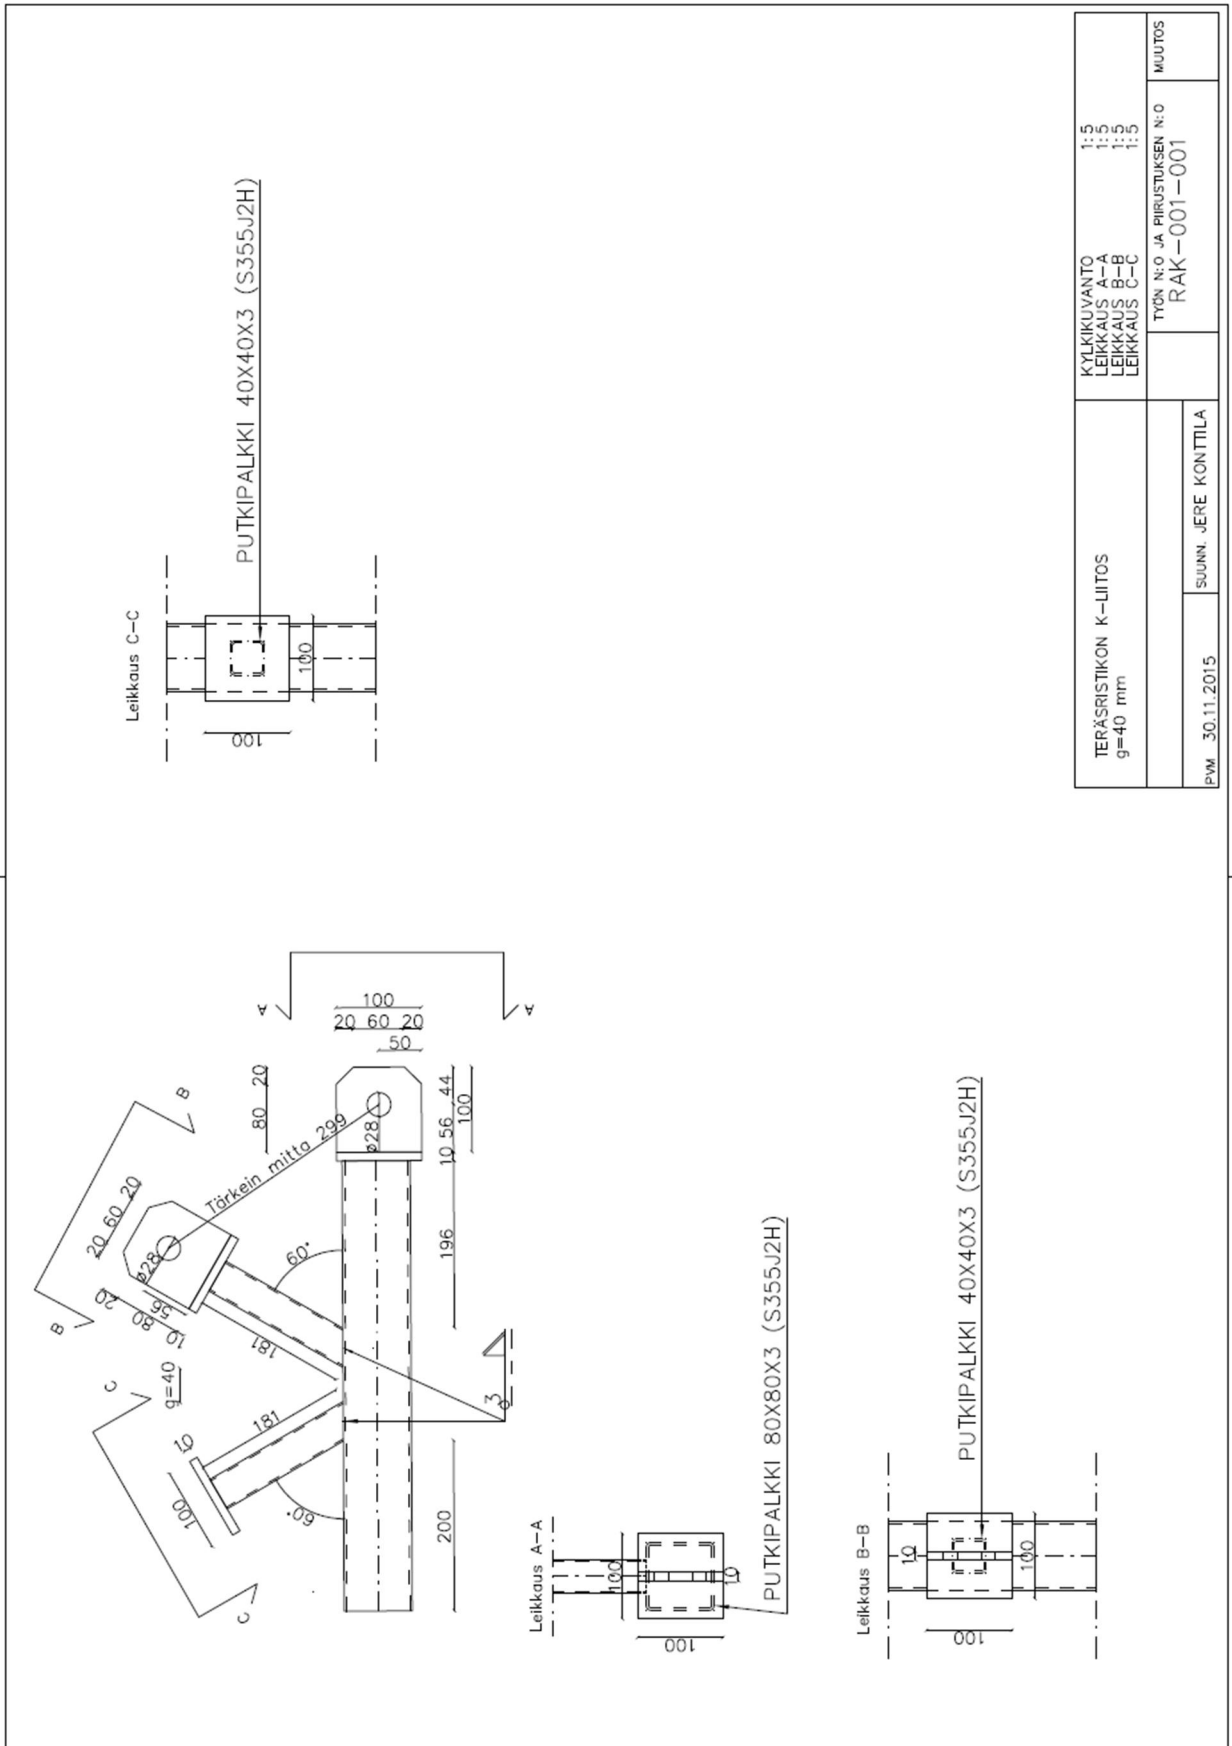 Leikkaus C-C
PUTKIPALKKI 40X40X3 (S355J2H)
100
100
B
B
C
C
A
A
20 60 20
ø28
56
20
80
10
181
g=40
181
10
100
60°
60°
Tärkein mitta 299
80 20
ø28
20 60 20
100
50
10 56 44
100
196
200
3
Leikkaus A-A
100
100
10
PUTKIPALKKI 80X80X3 (S355J2H)
Leikkaus B-B
10
100
100
PUTKIPALKKI 40X40X3 (S355J2H)
TERÄSRISTIKON K-LIITOS
g=40 mm
KYLKIKUVANTO 1:5
LEIKKAUS A-A 1:5
LEIKKAUS B-B 1:5
LEIKKAUS C-C 1:5
TYÖN N:O JA PIIRUSTUKSEN N:O
RAK-001-001
MUUTOS
PVM 30.11.2015
SUUNN. JERE KONTTILA